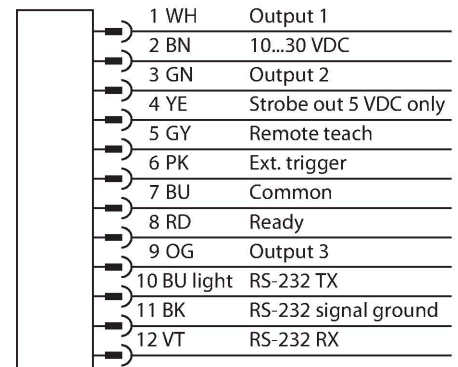 1 WH Output 1
2 BN 10...30 VDC
3 GN Output 2
4 YE Strobe out 5 VDC only
5 GY Remote teach
6 PK Ext. trigger
7 BU Common
8 RD Ready
9 OG Output 3
10 BU light RS-232 TX
11 BK RS-232 signal ground
12 VT RS-232 RX